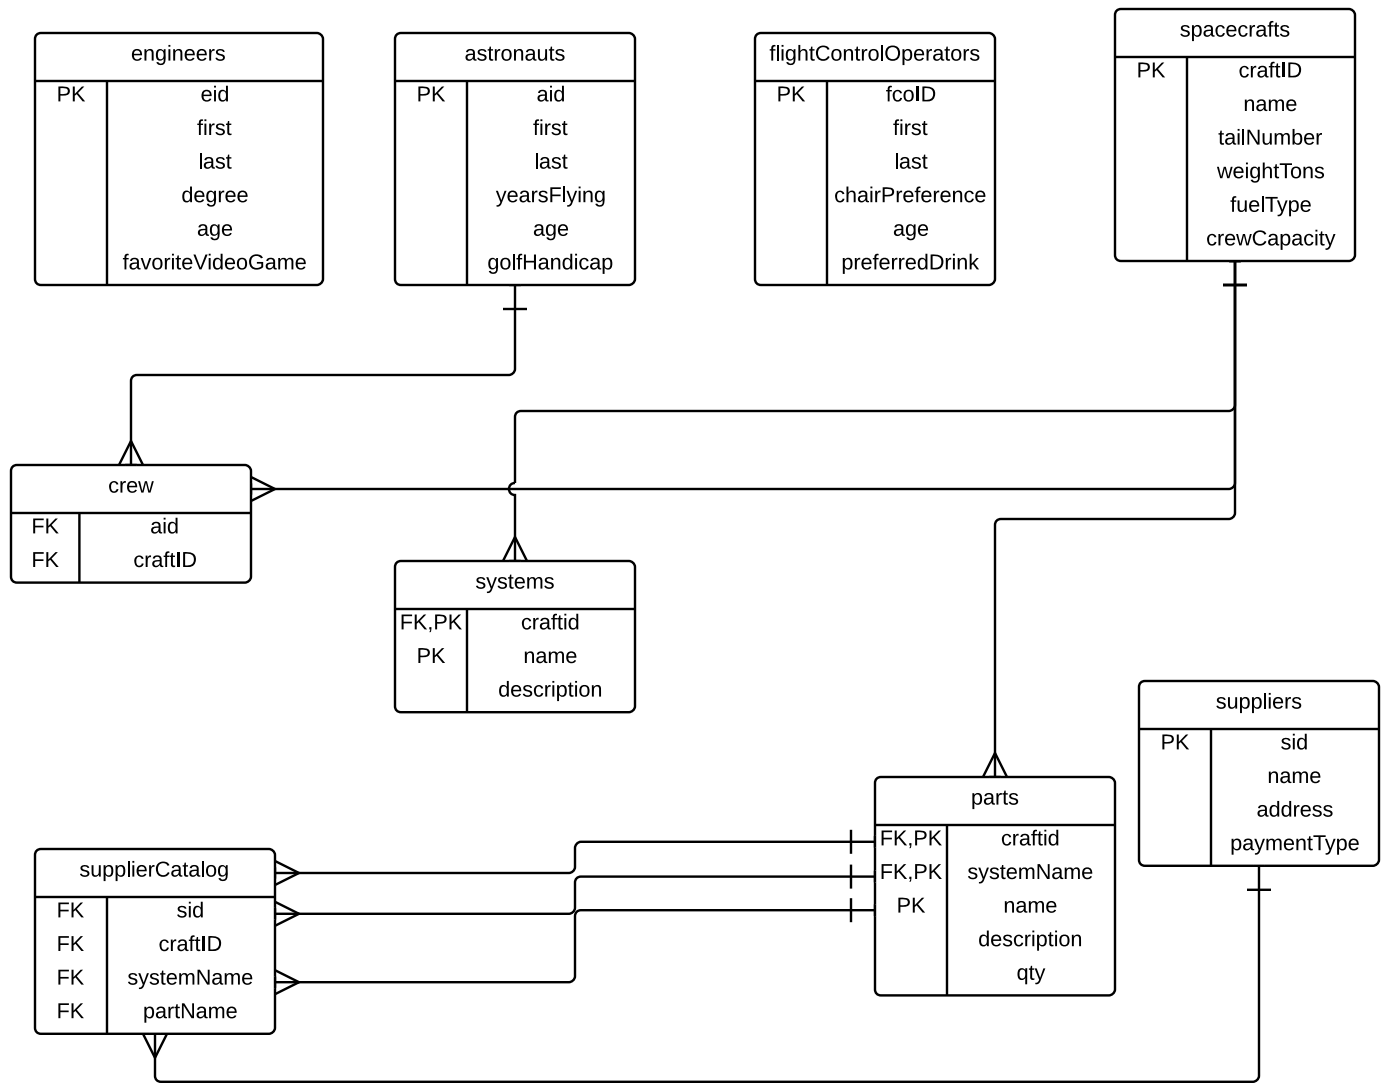 engineers
PK eid
first
last
degree
age
favoriteVideoGame
astronauts
PK aid
first
last
yearsFlying
age
golfHandicap
flightControlOperators
PK fcoID
first
last
chairPreference
age
preferredDrink
spacecrafts
PK craftID
name
tailNumber
weightTons
fuelType
crewCapacity
crew
FK aid
FK craftID
systems
FK,PK craftid
PK name
description
suppliers
PK sid
name
address
paymentType
parts
FK,PK craftid
FK,PK systemName
PK name
description
qty
supplierCatalog
FK sid
FK craftID
FK systemName
FK partName